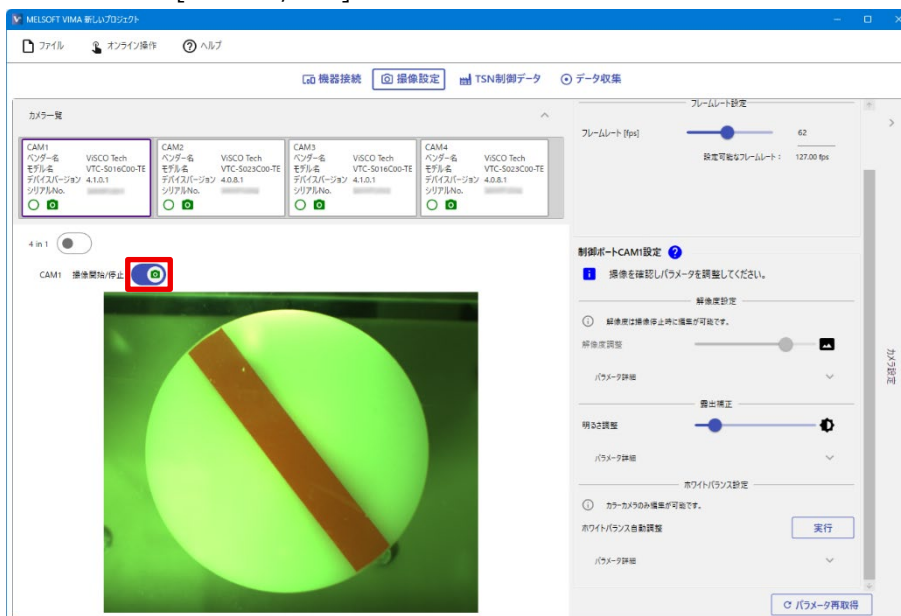 MELSOFT VIMA 新しいプロジェクト
ファイル オンライン操作 ヘルプ
機器接続 撮像設定 TSN制御データ データ収集
カメラ一覧
CAM1
ベンダー名 ViSCO Tech
モデル名 VTC-S016C00-TE
デバイスバージョン 4.1.0.1
シリアルNo.
CAM2
ベンダー名 ViSCO Tech
モデル名 VTC-S023C00-TE
デバイスバージョン 4.0.8.1
シリアルNo.
CAM3
ベンダー名 ViSCO Tech
モデル名 VTC-S016C00-TE
デバイスバージョン 4.1.0.1
シリアルNo.
CAM4
ベンダー名 ViSCO Tech
モデル名 VTC-S023C00-TE
デバイスバージョン 4.0.8.1
シリアルNo.
4 in 1
CAM1 撮像開始/停止
フレームレート設定
フレームレート [fps] 62
設定可能なフレームレート： 127.00 fps
制御ポートCAM1設定
撮像を確認しパラメータを調整してください。
解像度設定
解像度は撮像停止時に編集が可能です。
解像度調整
パラメータ詳細
露出補正
明るさ調整
パラメータ詳細
ホワイトバランス設定
カラーカメラのみ編集が可能です。
ホワイトバランス自動調整 実行
パラメータ詳細
パラメータ再取得
カメラ設定